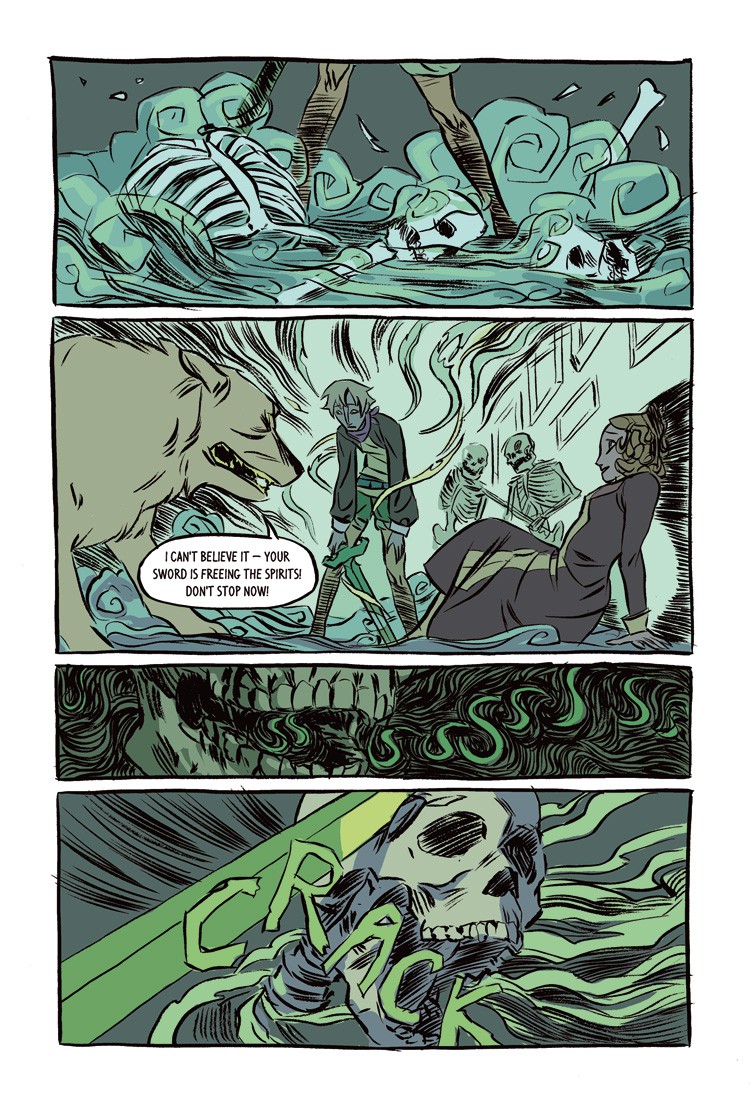 I CAN'T BELIEVE IT – YOUR
SWORD IS FREEING THE SPIRITS!
DON'T STOP NOW!
CRACK